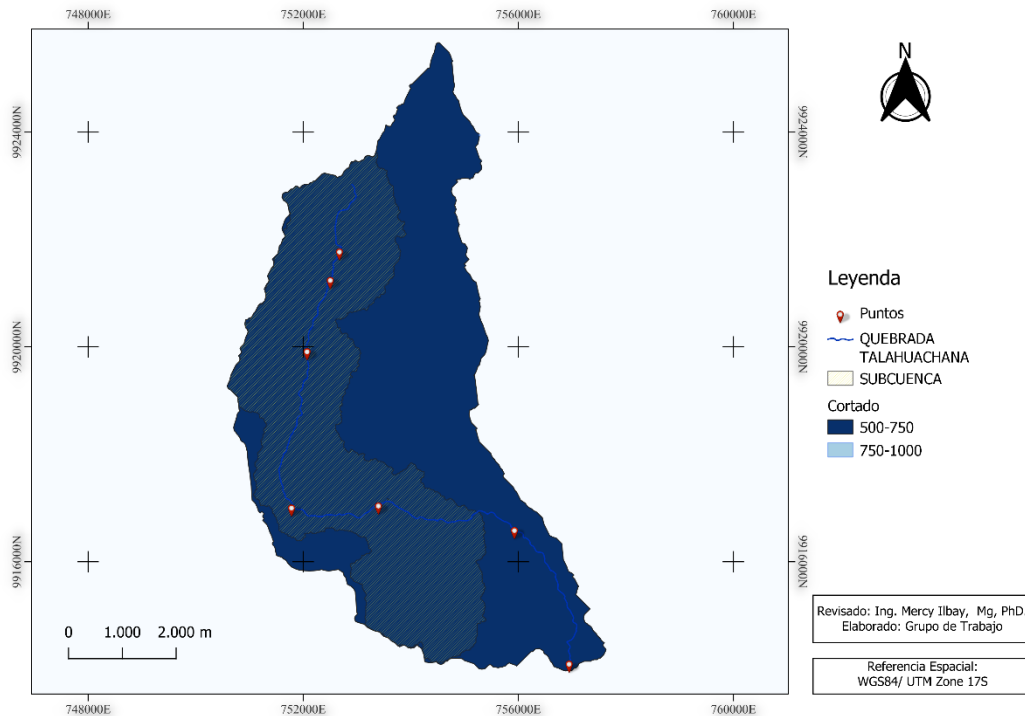 748000E
752000E
756000E
760000E
N
9924000N
9924000N
9920000N
9920000N
9916000N
9916000N
Leyenda
Puntos
QUEBRADA
TALAHUACHANA
SUBCUENCA
Cortado
500-750
750-1000
0 1.000 2.000 m
Revisado: Ing. Mercy Ilbay, Mg, PhD.
Elaborado: Grupo de Trabajo
Referencia Espacial:
WGS84/ UTM Zone 17S
748000E
752000E
756000E
760000E